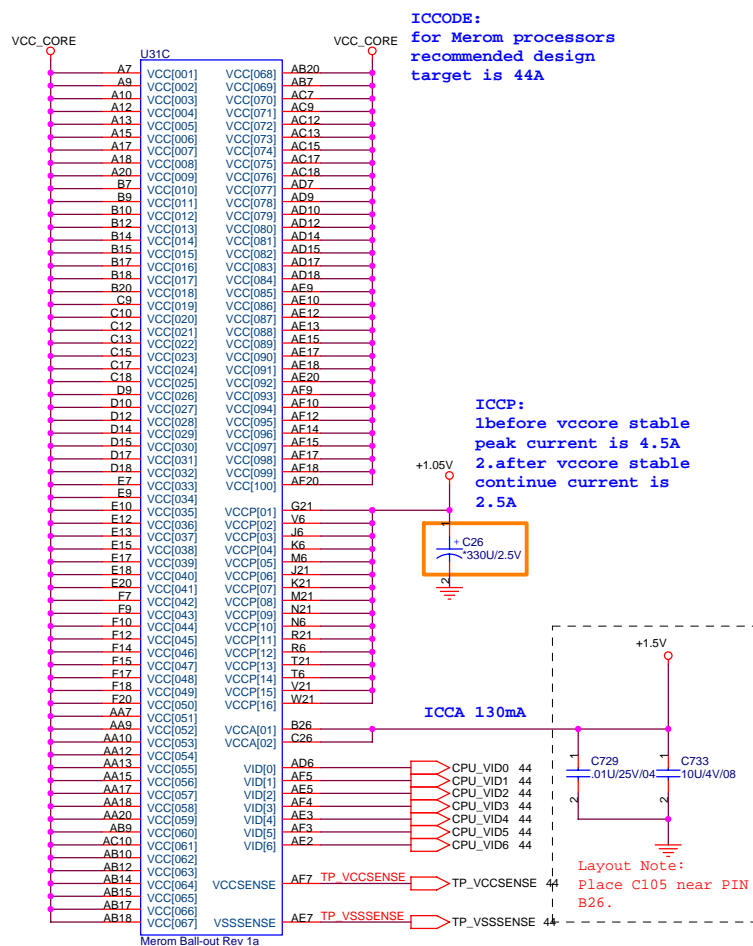 ICCODE:
for Merom processors
recommended design
target is 44A
VCC_CORE
U31C
VCC_CORE
A7 VCC[001] VCC[068] AB20
A9 VCC[002] VCC[069] AB7
A10 VCC[003] VCC[070] AC7
A12 VCC[004] VCC[071] AC9
A13 VCC[005] VCC[072] AC12
A15 VCC[006] VCC[073] AC13
A17 VCC[007] VCC[074] AC15
A18 VCC[008] VCC[075] AC17
A20 VCC[009] VCC[076] AC18
B7 VCC[010] VCC[077] AD7
B9 VCC[011] VCC[078] AD9
B10 VCC[012] VCC[079] AD10
B12 VCC[013] VCC[080] AD12
B14 VCC[014] VCC[081] AD14
B15 VCC[015] VCC[082] AD15
B17 VCC[016] VCC[083] AD17
B18 VCC[017] VCC[084] AD18
B20 VCC[018] VCC[085] AE9
C9 VCC[019] VCC[086] AE10
C10 VCC[020] VCC[087] AE12
C12 VCC[021] VCC[088] AE13
C13 VCC[022] VCC[089] AE15
C15 VCC[023] VCC[090] AE17
C17 VCC[024] VCC[091] AE18
C18 VCC[025] VCC[092] AE20
D9 VCC[026] VCC[093] AF9
D10 VCC[027] VCC[094] AF10
D12 VCC[028] VCC[095] AF12
D14 VCC[029] VCC[096] AF14
D15 VCC[030] VCC[097] AF15
D17 VCC[031] VCC[098] AF17
D18 VCC[032] VCC[099] AF18
E7 VCC[033] VCC[100] AF20
E9 VCC[034]
E10 VCC[035] VCCP[01] G21
E12 VCC[036] VCCP[02] V6
E13 VCC[037] VCCP[03] J6
E15 VCC[038] VCCP[04] K6
E17 VCC[039] VCCP[05] M6
E18 VCC[040] VCCP[06] J21
E20 VCC[041] VCCP[07] K21
F7 VCC[042] VCCP[08] M21
F9 VCC[043] VCCP[09] N21
F10 VCC[044] VCCP[10] N6
F12 VCC[045] VCCP[11] R21
F14 VCC[046] VCCP[12] R6
F15 VCC[047] VCCP[13] T21
F17 VCC[048] VCCP[14] T6
F18 VCC[049] VCCP[15] V21
F20 VCC[050] VCCP[16] W21
AA7 VCC[051]
AA9 VCC[052] VCCA[01] B26
AA10 VCC[053] VCCA[02] C26
AA12 VCC[054]
AA13 VCC[055] VID[0] AD6 CPU_VID0 44
AA15 VCC[056] VID[1] AF5 CPU_VID1 44
AA17 VCC[057] VID[2] AE5 CPU_VID2 44
AA18 VCC[058] VID[3] AF4 CPU_VID3 44
AA20 VCC[059] VID[4] AE3 CPU_VID4 44
AB9 VCC[060] VID[5] AF3 CPU_VID5 44
AC10 VCC[061] VID[6] AE2 CPU_VID6 44
AB10 VCC[062]
AB12 VCC[063]
AB14 VCC[064] VCCSENSE AF7 TP_VCCSENSE TP_VCCSENSE 44
AB15 VCC[065]
AB17 VCC[066]
AB18 VCC[067] VSSSENSE AE7 TP_VSSSENSE TP_VSSSENSE 44
Merom Ball-out Rev 1a
ICCP:
1before vccore stable
peak current is 4.5A
2.after vccore stable
continue current is
2.5A
+1.05V
1
+ C26
*330U/2.5V
2
ICCA 130mA
+1.5V
1 1
C729 C733
.01U/25V/04 10U/4V/08
2 2
Layout Note:
Place C105 near PIN
B26.